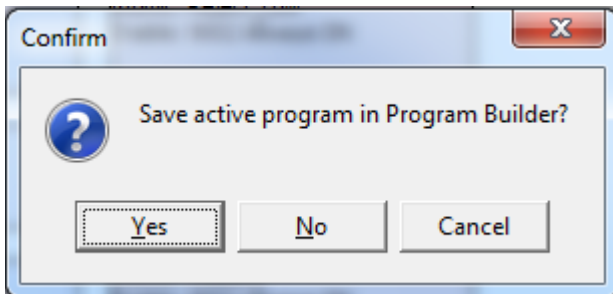 Confirm
Save active program in Program Builder?
Yes
No
Cancel